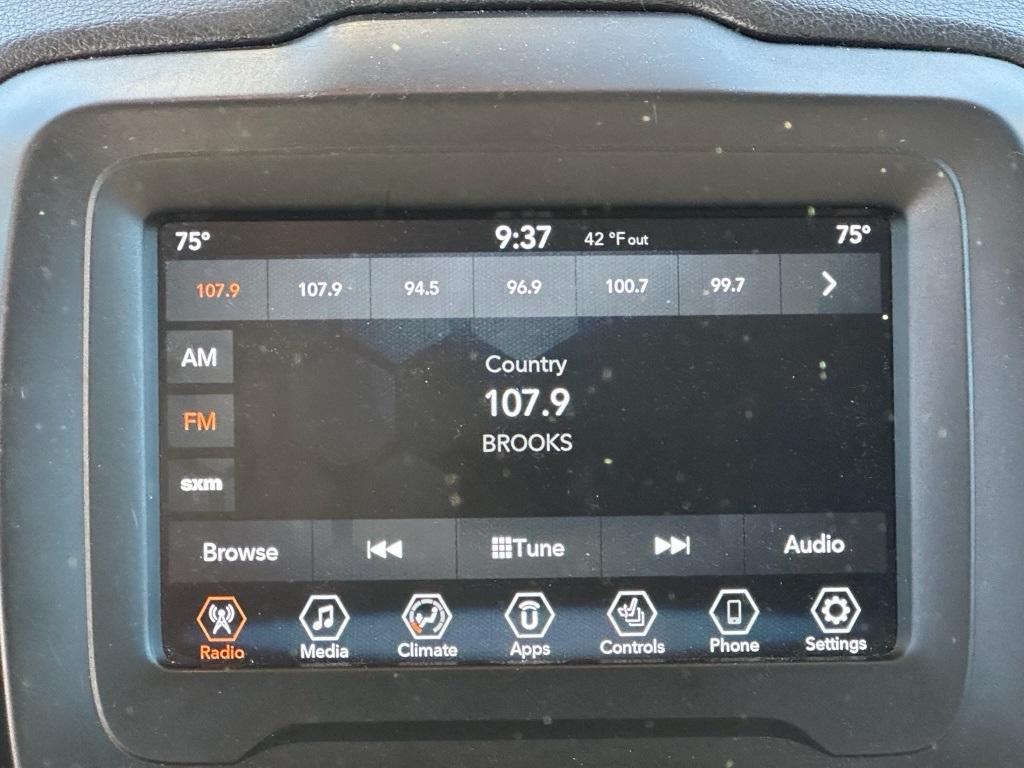 75° 9:37 42 °F out 75°
107.9 107.9 94.5 96.9 100.7 99.7
AM
Country
107.9
FM
BROOKS
sxm
Browse Tune Audio
Radio Media Climate Apps Controls Phone Settings